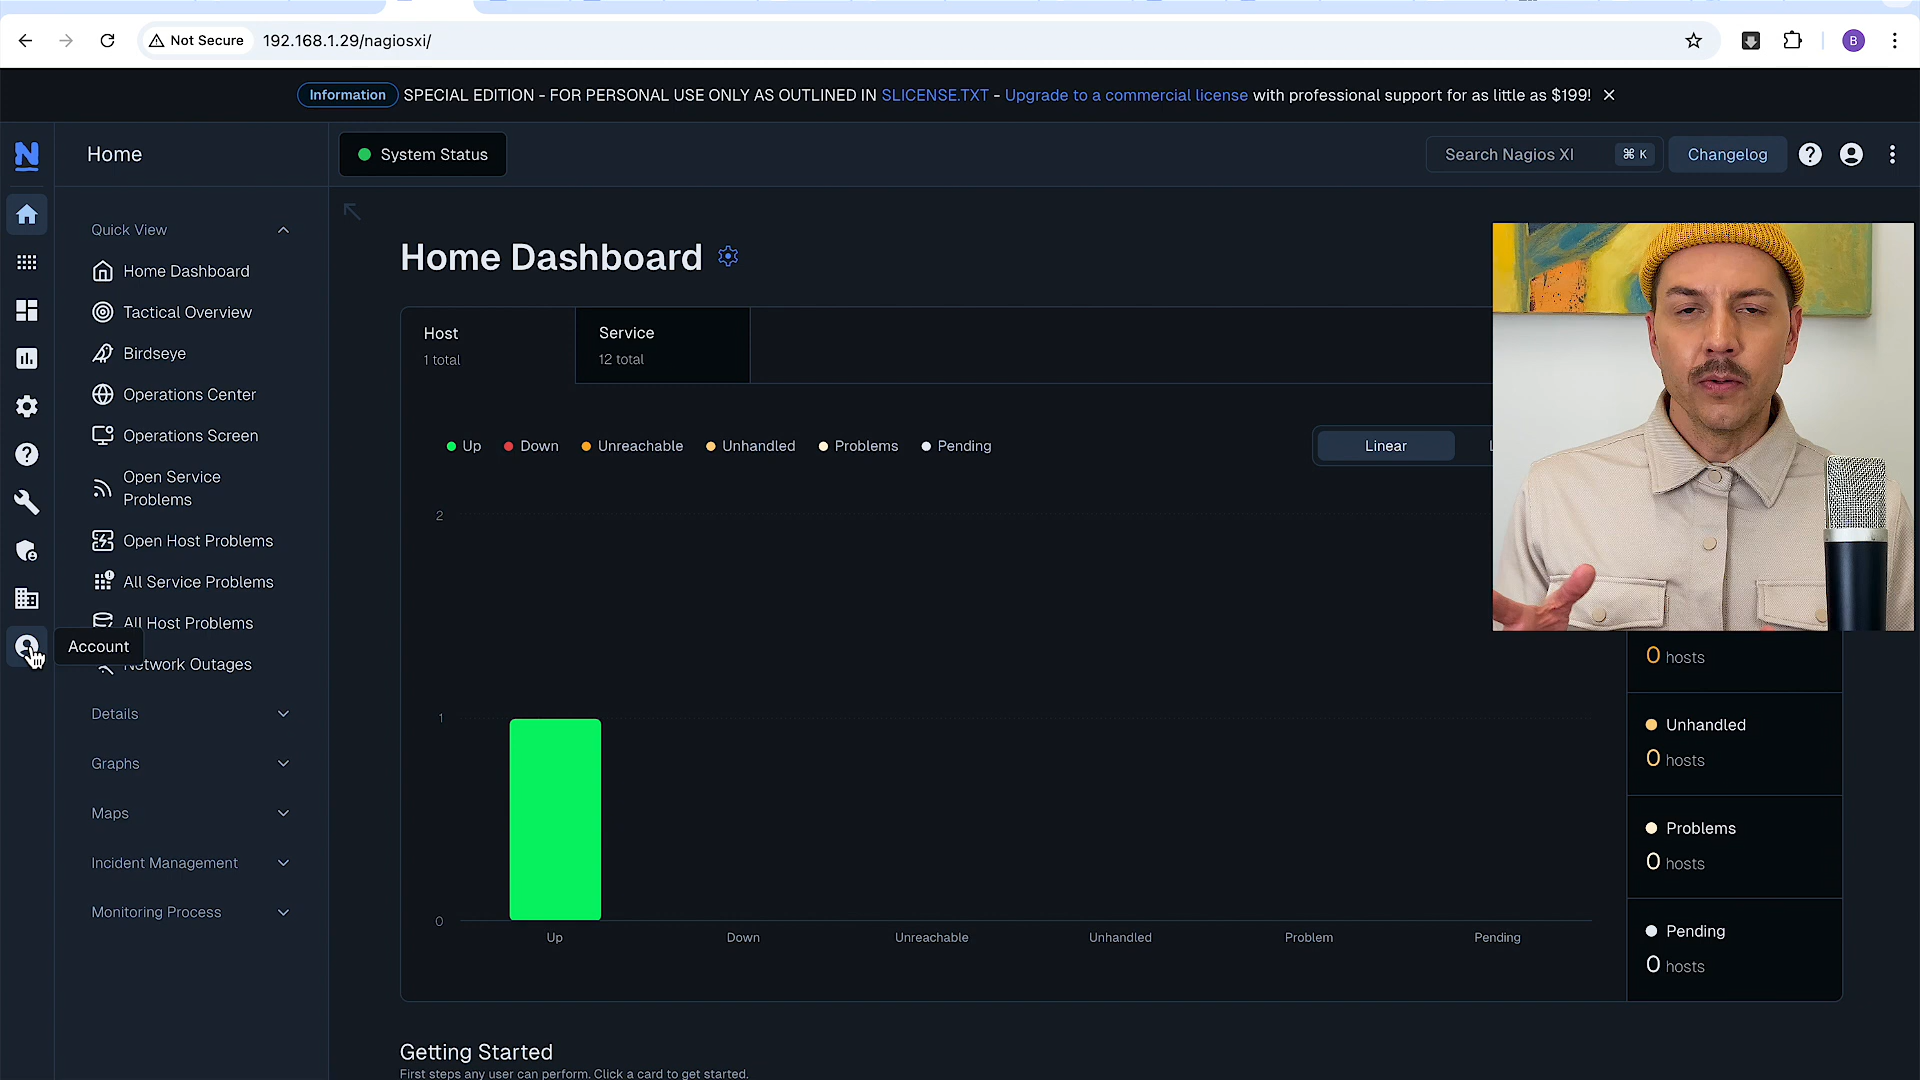 Not Secure
192.168.1.29/nagiosxi/
B
Information SPECIAL EDITION - FOR PERSONAL USE ONLY AS OUTLINED IN SLICENSE.TXT - Upgrade to a commercial license with professional support for as little as $199!
N
Home
System Status
Search Nagios XI
⌘ K
Changelog
Quick View
Home Dashboard
Tactical Overview
Birdseye
Operations Center
Operations Screen
Open Service
Problems
Open Host Problems
All Service Problems
All Host Problems
Account
Network Outages
Details
Graphs
Maps
Incident Management
Monitoring Process
Home Dashboard
Host
1 total
Service
12 total
Up
Down
Unreachable
Unhandled
Problems
Pending
Linear
2
1
0
Up
Down
Unreachable
Unhandled
Problem
Pending
0 hosts
Unhandled
0 hosts
Problems
0 hosts
Pending
0 hosts
Getting Started
First steps any user can perform. Click a card to get started.